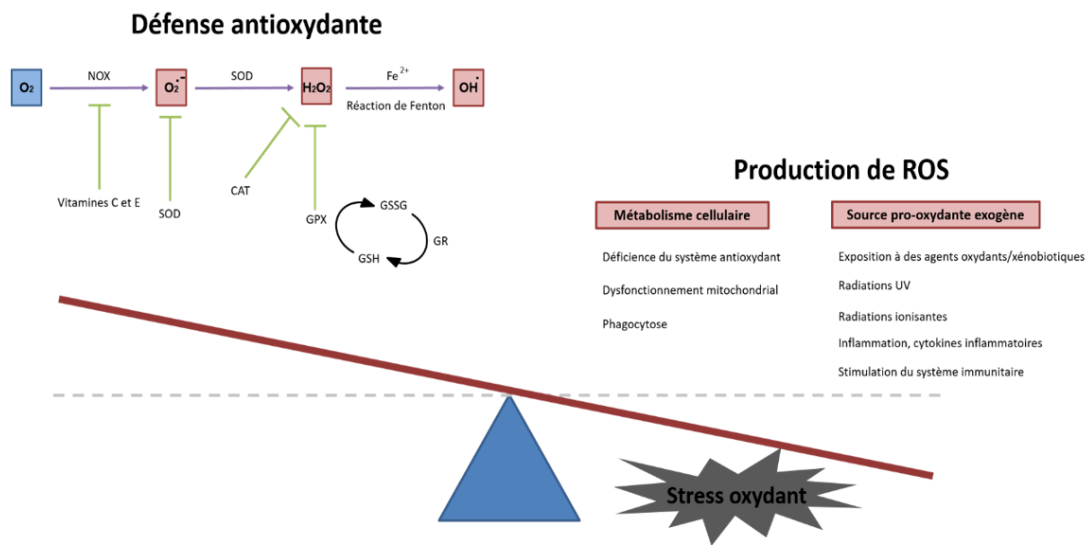 Défense antioxydante
O₂ NOX O₂·⁻ SOD H₂O₂ Fe²⁺ OH·
Réaction de Fenton
Vitamines C et E
SOD
CAT
GPX
GSSG
GR
GSH
Production de ROS
Métabolisme cellulaire
Déficience du système antioxydant
Dysfonctionnement mitochondrial
Phagocytose
Source pro-oxydante exogène
Exposition à des agents oxydants/xénobiotiques
Radiations UV
Radiations ionisantes
Inflammation, cytokines inflammatoires
Stimulation du système immunitaire
Stress oxydant